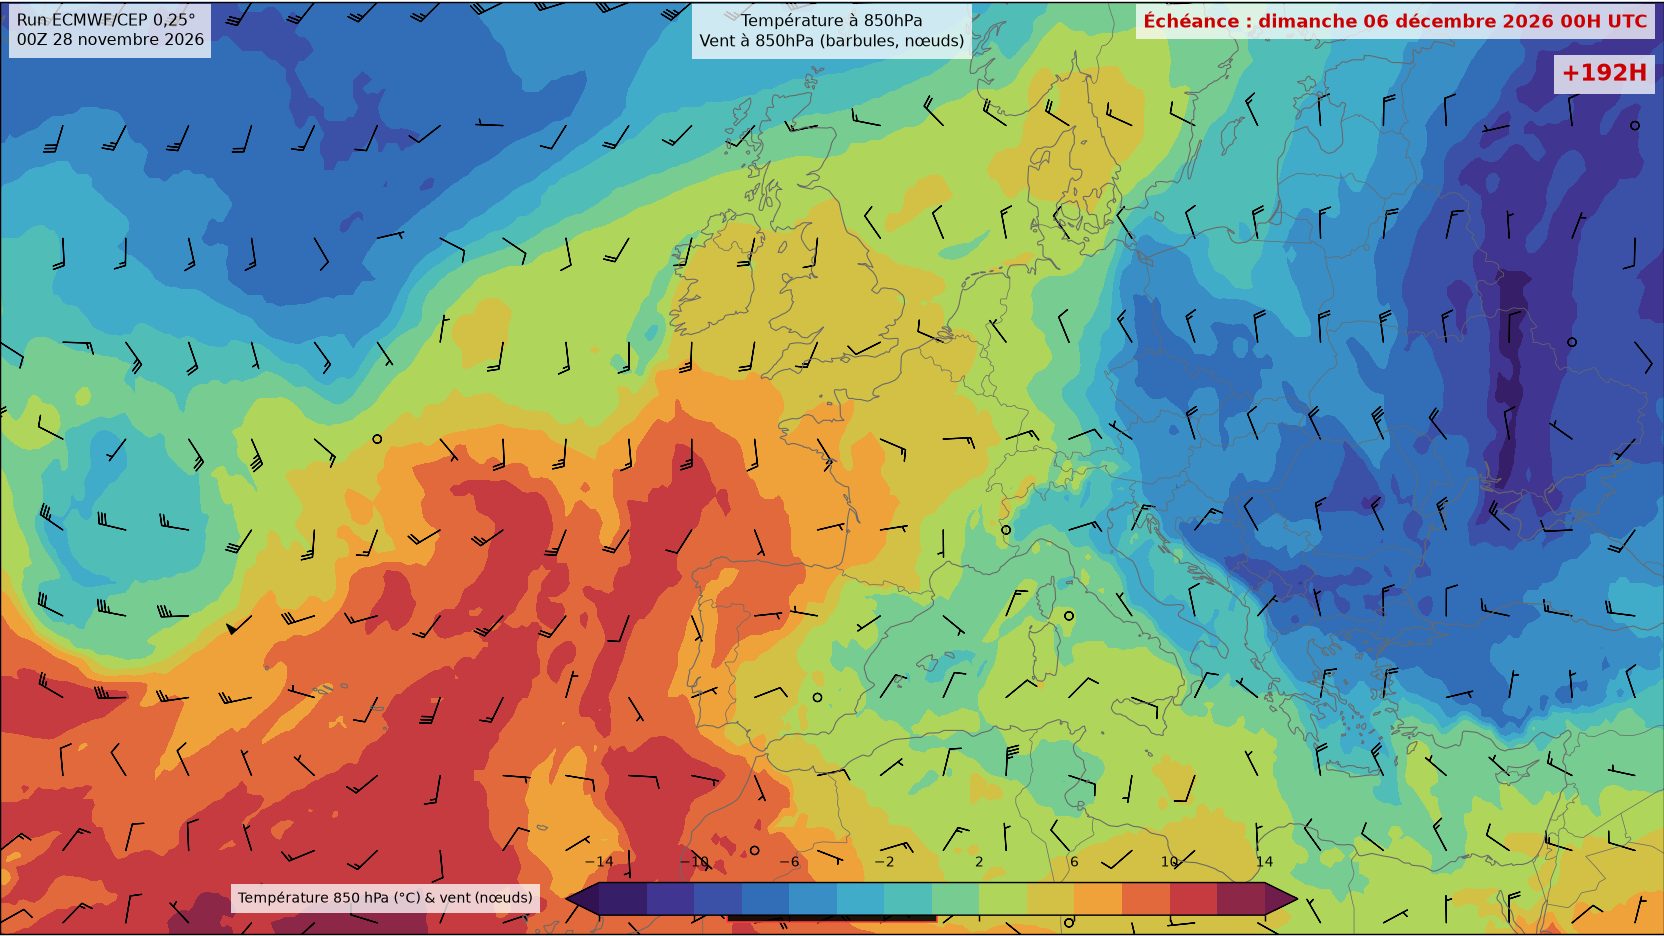 Run ECMWF/CEP 0,25°
00Z 28 novembre 2026
Température à 850hPa
Vent à 850hPa (barbules, nœuds)
Échéance : dimanche 06 décembre 2026 00H UTC
+192H
−14 −10 −6 −2 2 6 10 14
Température 850 hPa (°C) & vent (nœuds)